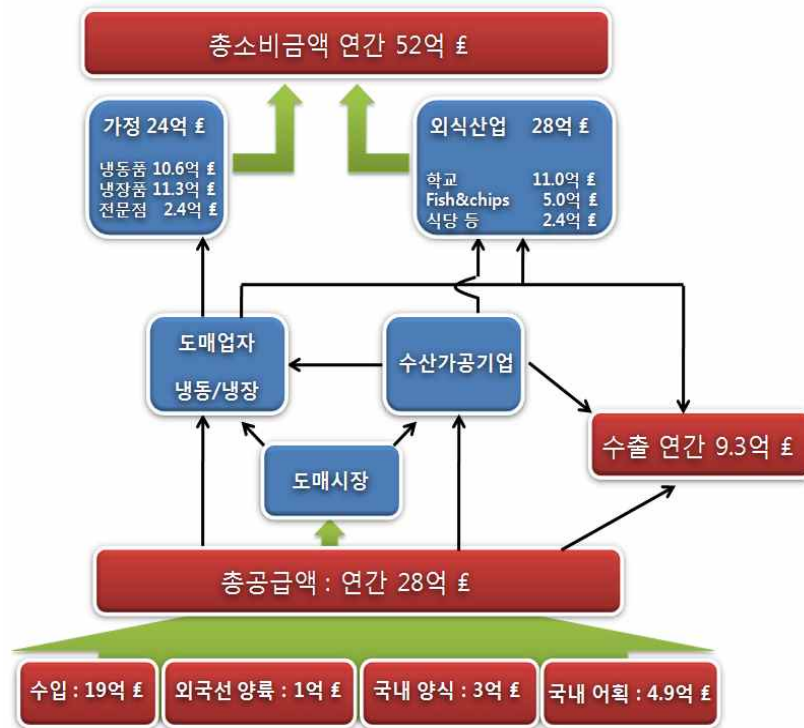 총소비금액 연간 52억 ₤
가정 24억 ₤
냉동품 10.6억 ₤
냉장품 11.3억 ₤
전문점 2.4억 ₤
외식산업 28억 ₤
학교 11.0억 ₤
Fish&chips 5.0억 ₤
식당 등 2.4억 ₤
도매업자
냉동/냉장
수산가공기업
도매시장
수출 연간 9.3억 ₤
총공급액 : 연간 28억 ₤
수입 : 19억 ₤
외국선 양륙 : 1억 ₤
국내 양식 : 3억 ₤
국내 어획 : 4.9억 ₤